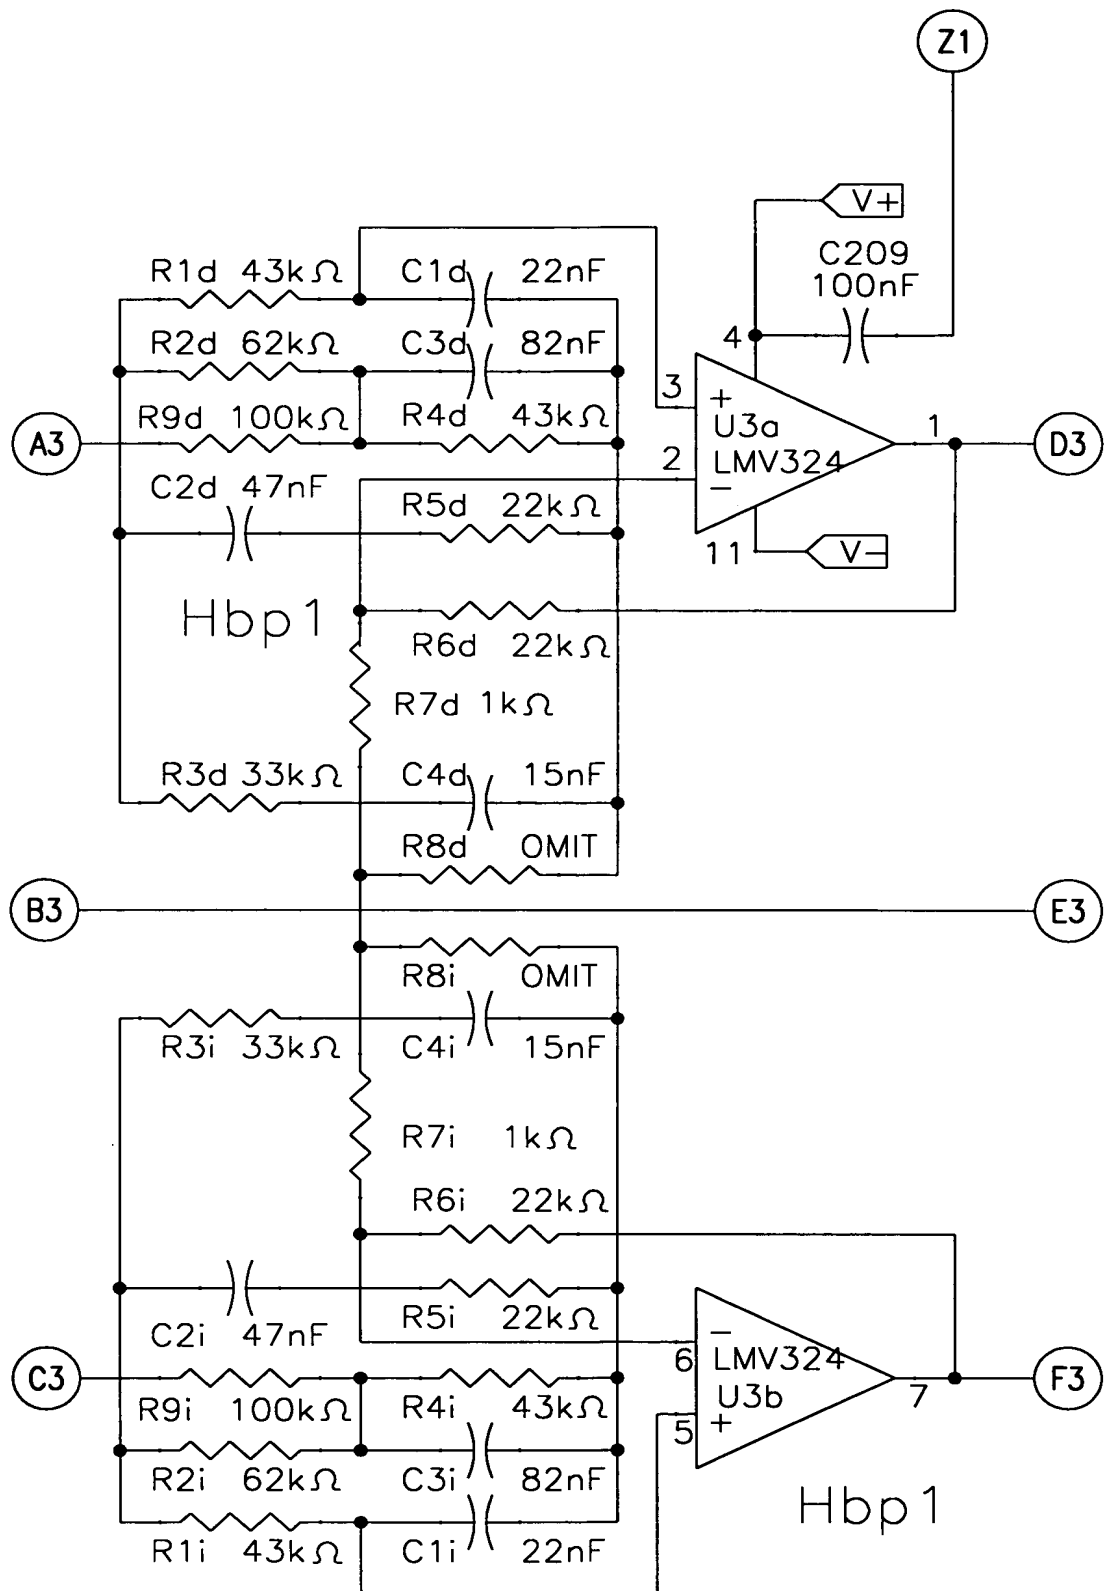 Z1
V+
C209
100nF
R1d 43kΩ C1d 22nF
R2d 62kΩ C3d 82nF
4
3
+
A3
R9d 100kΩ R4d 43kΩ
U3a
1
D3
2
LMV324
−
C2d 47nF R5d 22kΩ
11
V−
Hbp1
R6d 22kΩ
R7d 1kΩ
R3d 33kΩ C4d 15nF
R8d OMIT
B3
E3
R8i OMIT
R3i 33kΩ C4i 15nF
R7i 1kΩ
R6i 22kΩ
R5i 22kΩ
C2i 47nF
−
6
LMV324
C3
F3
7
U3b
R9i 100kΩ R4i 43kΩ
5
+
R2i 62kΩ C3i 82nF
Hbp1
R1i 43kΩ C1i 22nF